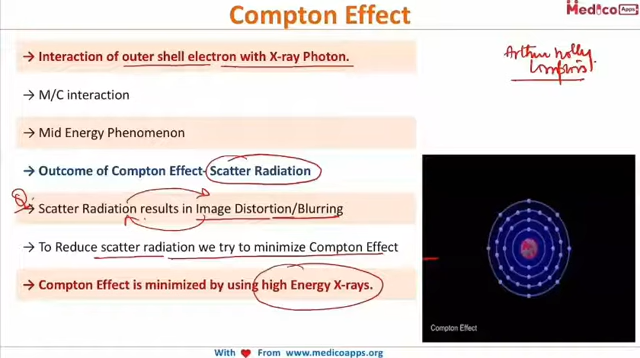 Compton Effect
MedicoApps
Arthur Holly
Compton
→ Interaction of outer shell electron with X-ray Photon.
→ M/C interaction
→ Mid Energy Phenomenon
→ Outcome of Compton Effect- Scatter Radiation
Q. → Scatter Radiation results in Image Distortion/Blurring
→ To Reduce scatter radiation we try to minimize Compton Effect
→ Compton Effect is minimized by using high Energy X-rays.
Compton Effect
With ❤ From www.medicoapps.org